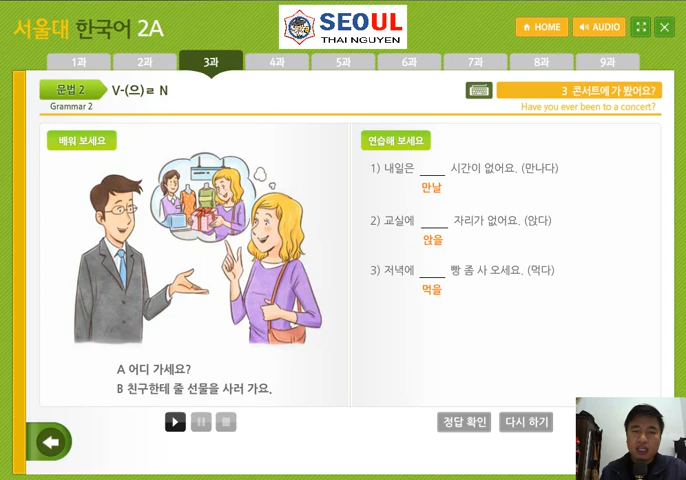 서울대 한국어 2A
SEOUL
THAI NGUYEN
HOME
AUDIO
1과 2과 3과 4과 5과 6과 7과 8과 9과
문법 2
V-(으)ㄹ N
3 콘서트에 가 봤어요?
Grammar 2
Have you ever been to a concert?
배워 보세요
연습해 보세요
1) 내일은 ____ 시간이 없어요. (만나다)
만날
2) 교실에 ____ 자리가 없어요. (앉다)
앉을
3) 저녁에 ____ 빵 좀 사 오세요. (먹다)
먹을
A 어디 가세요?
B 친구한테 줄 선물을 사러 가요.
정답 확인
다시 하기